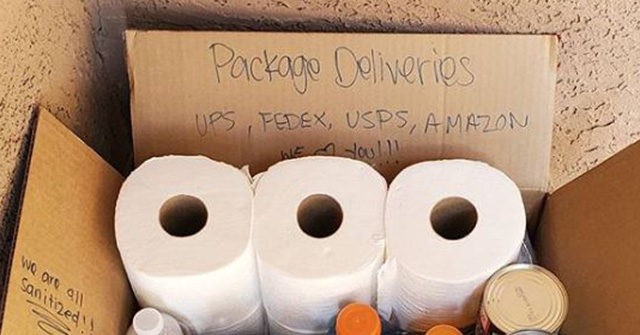 Package Deliveries
UPS, FEDEX, USPS, AMAZON
WE ♡ YOU!!!
we are all
sanitized!!